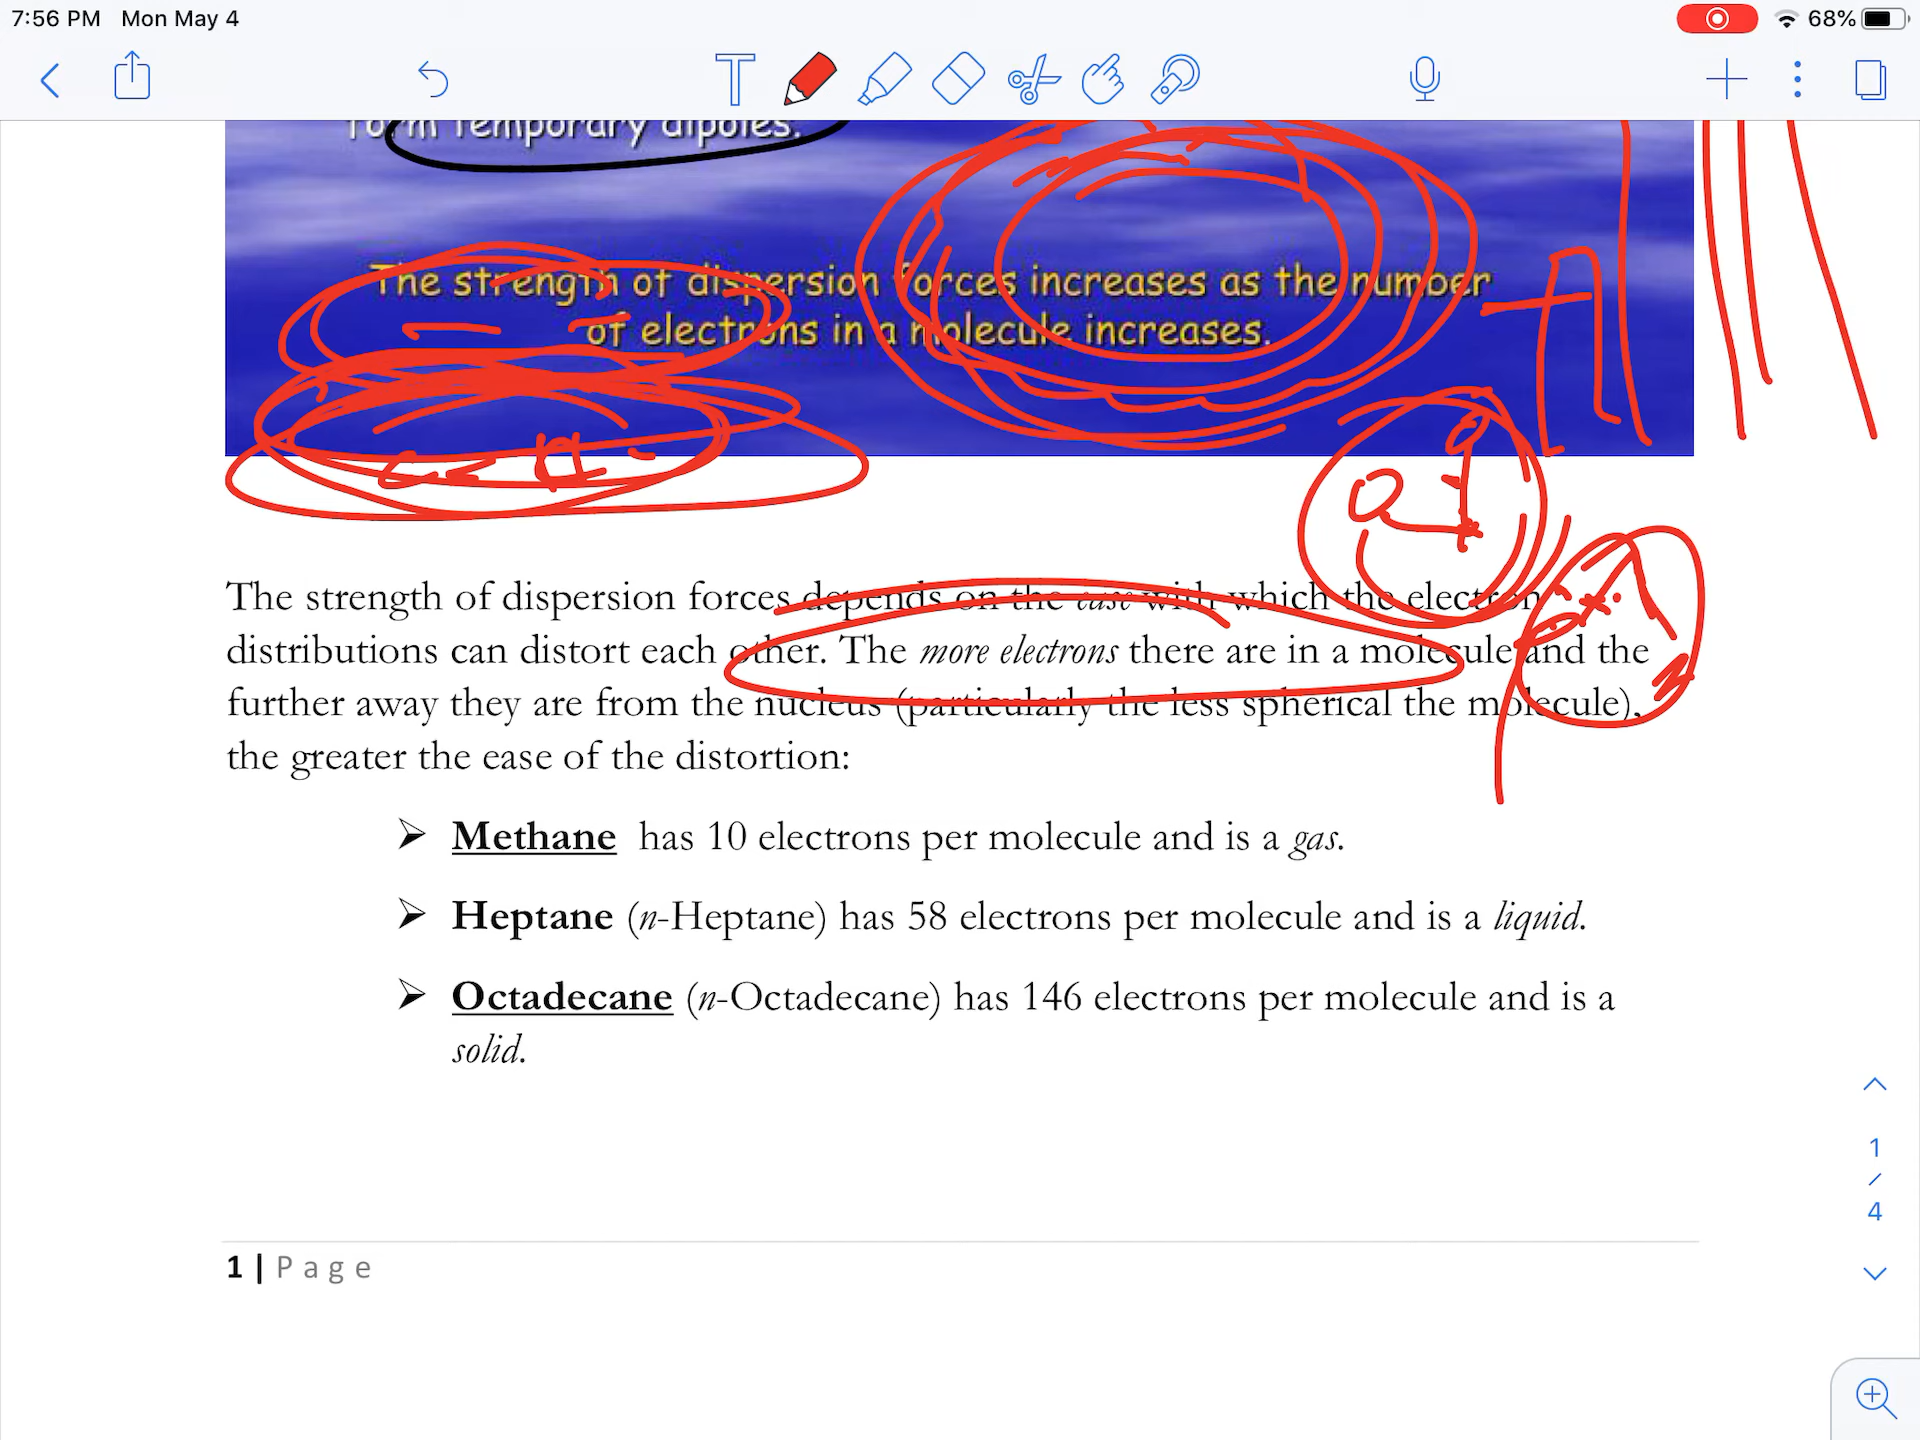 7:56 PM Mon May 4
68%
form temporary dipoles.
The strength of dispersion forces increases as the number
of electrons in a molecule increases.
The strength of dispersion forces depends on the ease with which the electron
distributions can distort each other. The more electrons there are in a molecule and the
further away they are from the nucleus (particularly the less spherical the molecule),
the greater the ease of the distortion:
➢ Methane has 10 electrons per molecule and is a gas.
➢ Heptane (n-Heptane) has 58 electrons per molecule and is a liquid.
➢ Octadecane (n-Octadecane) has 146 electrons per molecule and is a
solid.
1
/
4
1 | Page